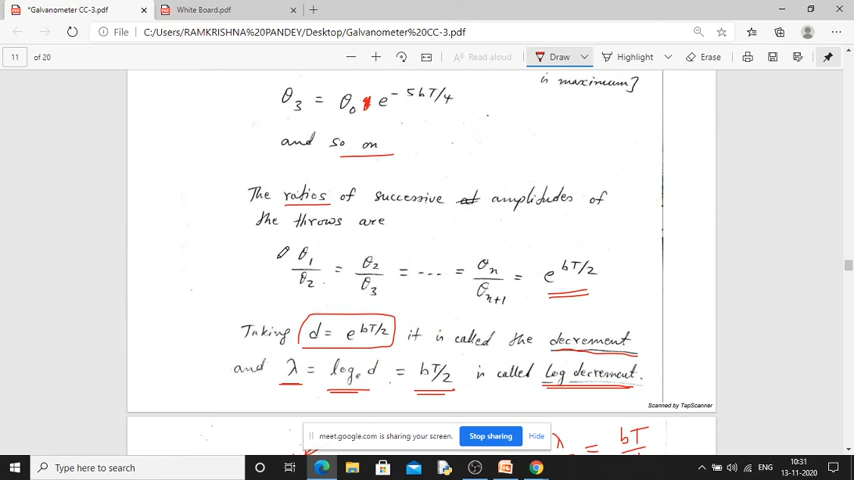 *Galvanometer CC-3.pdf
White Board.pdf
C:/Users/RAMKRISHNA%20PANDEY/Desktop/Galvanometer%20CC-3.pdf
11 of 20
Read aloud
Draw
Highlight
Erase
is maximum]
θ₃ = θ₀ e^{-5bT/4}
and so on
The ratios of successive amplitudes of
the throws are
θ₁/θ₂ = θ₂/θ₃ = ---- = θₙ/θₙ₊₁ = e^{bT/2}
Taking d = e^{bT/2} it is called the decrement
and λ = logₑ d = bT/2 is called Log decrement.
Scanned by TapScanner
meet.google.com is sharing your screen.
Stop sharing
Hide
λ = bT
Type here to search
ENG
10:31
13-11-2020